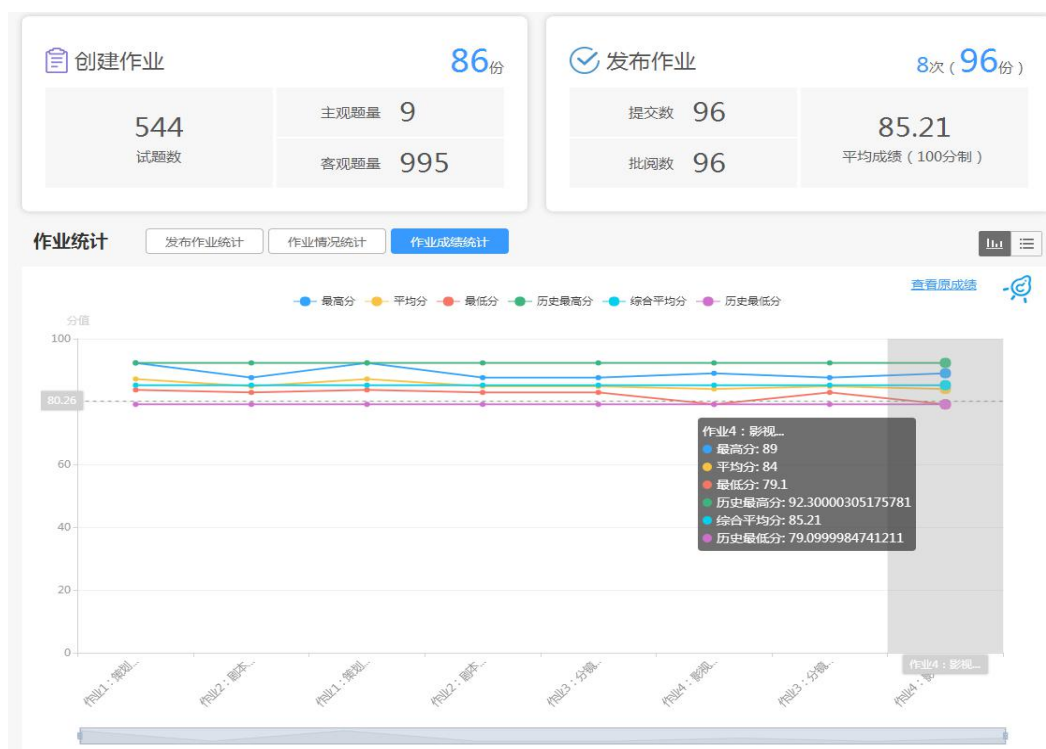 创建作业 86份
544
试题数
主观题量 9
客观题量 995
发布作业 8次 ( 96份 )
提交数 96
批阅数 96
85.21
平均成绩 ( 100分制 )
作业统计 发布作业统计 作业情况统计 作业成绩统计
查看原成绩
最高分 平均分 最低分 历史最高分 综合平均分 历史最低分
分值
100
80.26
60
40
20
0
作业4：影视...
最高分: 89
平均分: 84
最低分: 79.1
历史最高分: 92.30000305175781
综合平均分: 85.21
历史最低分: 79.0999984741211
作业1：策划...
作业2：剧本...
作业1：策划...
作业2：剧本...
作业3：分镜...
作业4：影视...
作业3：分镜...
作业4：影视...